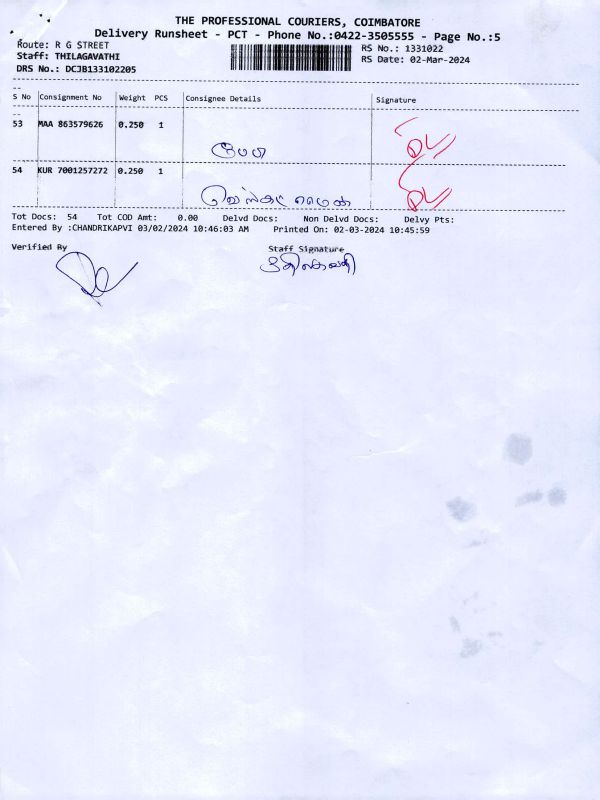 THE PROFESSIONAL COURIERS, COIMBATORE
Delivery Runsheet - PCT - Phone No.:0422-3505555 - Page No.:5
Route: R G STREET
Staff: THILAGAVATHI
DRS No.: DCJB133102205
RS No.: 1331022
RS Date: 02-Mar-2024
S No Consignment No Weight PCS Consignee Details Signature
53 MAA 863579626 0.250 1
54 KUR 7001257272 0.250 1
Tot Docs: 54 Tot COD Amt: 0.00 Delvd Docs: Non Delvd Docs: Delvy Pts:
Entered By :CHANDRIKAPVI 03/02/2024 10:46:03 AM Printed On: 02-03-2024 10:45:59
Verified By Staff Signature